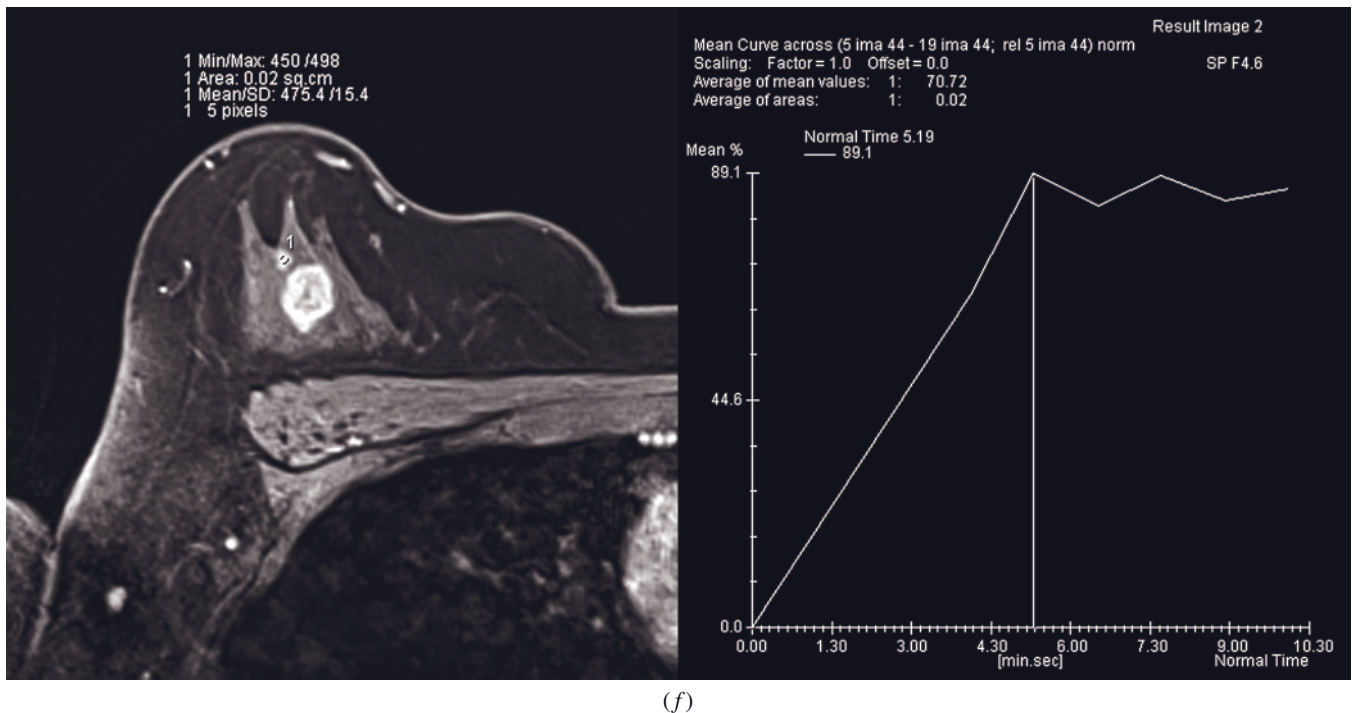 1 Min/Max: 450 /498
1 Area: 0.02 sq.cm
1 Mean/SD: 475.4 /15.4
1 5 pixels
1
Result Image 2
Mean Curve across (5 ima 44 - 19 ima 44; rel 5 ima 44) norm
Scaling: Factor = 1.0 Offset = 0.0
SP F4.6
Average of mean values: 1: 70.72
Average of areas: 1: 0.02
Normal Time 5.19
Mean %
89.1
89.1
44.6
0.0
0.00 1.30 3.00 4.30 6.00 7.30 9.00 10.30
[min.sec] Normal Time
(f)